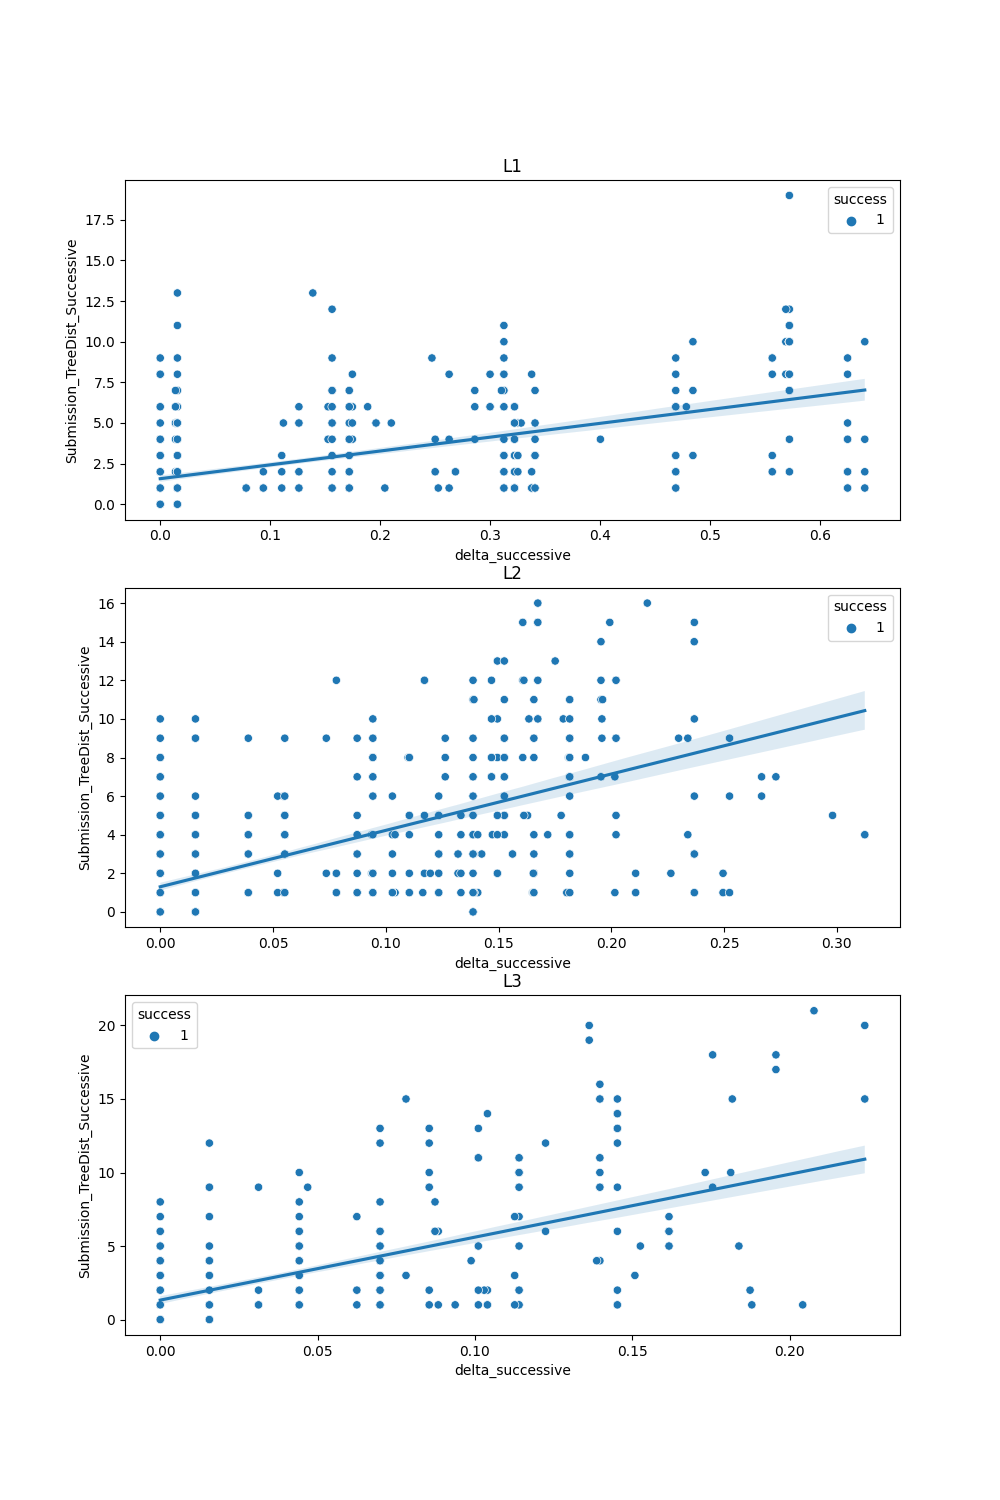 L1
success
1
17.5
15.0
12.5
10.0
7.5
5.0
2.5
0.0
Submission_TreeDist_Successive
0.0 0.1 0.2 0.3 0.4 0.5 0.6
delta_successive
L2
success
1
16
14
12
10
8
6
4
2
0
Submission_TreeDist_Successive
0.00 0.05 0.10 0.15 0.20 0.25 0.30
delta_successive
L3
success
1
20
15
10
5
0
Submission_TreeDist_Successive
0.00 0.05 0.10 0.15 0.20
delta_successive